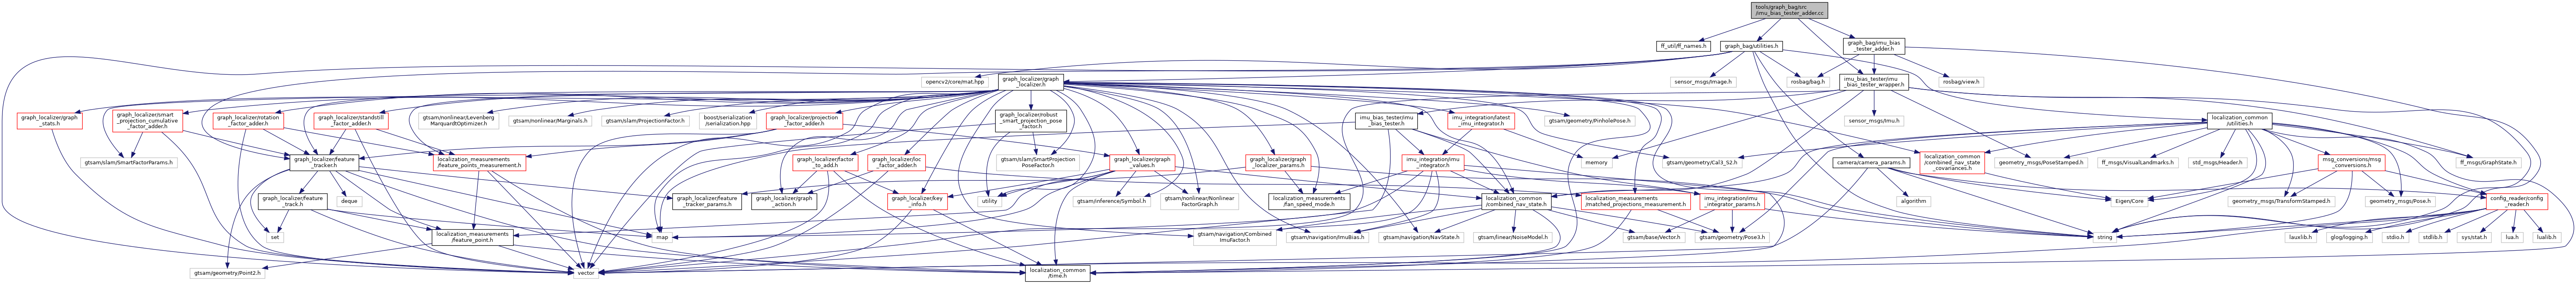 tools/graph_bag/src
/imu_bias_tester_adder.cc
ff_util/ff_names.h
graph_bag/utilities.h
graph_bag/imu_bias
_tester_adder.h
opencv2/core/mat.hpp
graph_localizer/graph
_localizer.h
sensor_msgs/Image.h
rosbag/bag.h
imu_bias_tester/imu
_bias_tester_wrapper.h
rosbag/view.h
graph_localizer/graph
_stats.h
graph_localizer/smart
_projection_cumulative
_factor_adder.h
graph_localizer/rotation
_factor_adder.h
graph_localizer/standstill
_factor_adder.h
gtsam/nonlinear/Levenberg
MarquardtOptimizer.h
gtsam/nonlinear/Marginals.h
gtsam/slam/ProjectionFactor.h
boost/serialization
/serialization.hpp
graph_localizer/projection
_factor_adder.h
graph_localizer/robust
_smart_projection_pose
_factor.h
imu_bias_tester/imu
_bias_tester.h
imu_integration/latest
_imu_integrator.h
gtsam/geometry/PinholePose.h
sensor_msgs/Imu.h
localization_common
/utilities.h
gtsam/slam/SmartFactorParams.h
graph_localizer/feature
_tracker.h
localization_measurements
/feature_points_measurement.h
graph_localizer/factor
_to_add.h
graph_localizer/loc
_factor_adder.h
gtsam/slam/SmartProjection
PoseFactor.h
graph_localizer/graph
_values.h
graph_localizer/graph
_localizer_params.h
imu_integration/imu
_integrator.h
memory
gtsam/geometry/Cal3_S2.h
camera/camera_params.h
localization_common
/combined_nav_state
_covariances.h
geometry_msgs/PoseStamped.h
ff_msgs/VisualLandmarks.h
std_msgs/Header.h
msg_conversions/msg
_conversions.h
ff_msgs/GraphState.h
graph_localizer/feature
_track.h
deque
graph_localizer/feature
_tracker_params.h
graph_localizer/graph
_action.h
graph_localizer/key
_info.h
utility
gtsam/inference/Symbol.h
gtsam/nonlinear/Nonlinear
FactorGraph.h
localization_measurements
/fan_speed_mode.h
localization_common
/combined_nav_state.h
localization_measurements
/matched_projections_measurement.h
imu_integration/imu
_integrator_params.h
algorithm
Eigen/Core
geometry_msgs/TransformStamped.h
geometry_msgs/Pose.h
config_reader/config
_reader.h
set
localization_measurements
/feature_point.h
map
gtsam/navigation/Combined
ImuFactor.h
gtsam/navigation/ImuBias.h
gtsam/navigation/NavState.h
gtsam/linear/NoiseModel.h
gtsam/base/Vector.h
gtsam/geometry/Pose3.h
string
lauxlib.h
glog/logging.h
stdio.h
stdlib.h
sys/stat.h
lua.h
lualib.h
gtsam/geometry/Point2.h
vector
localization_common
/time.h